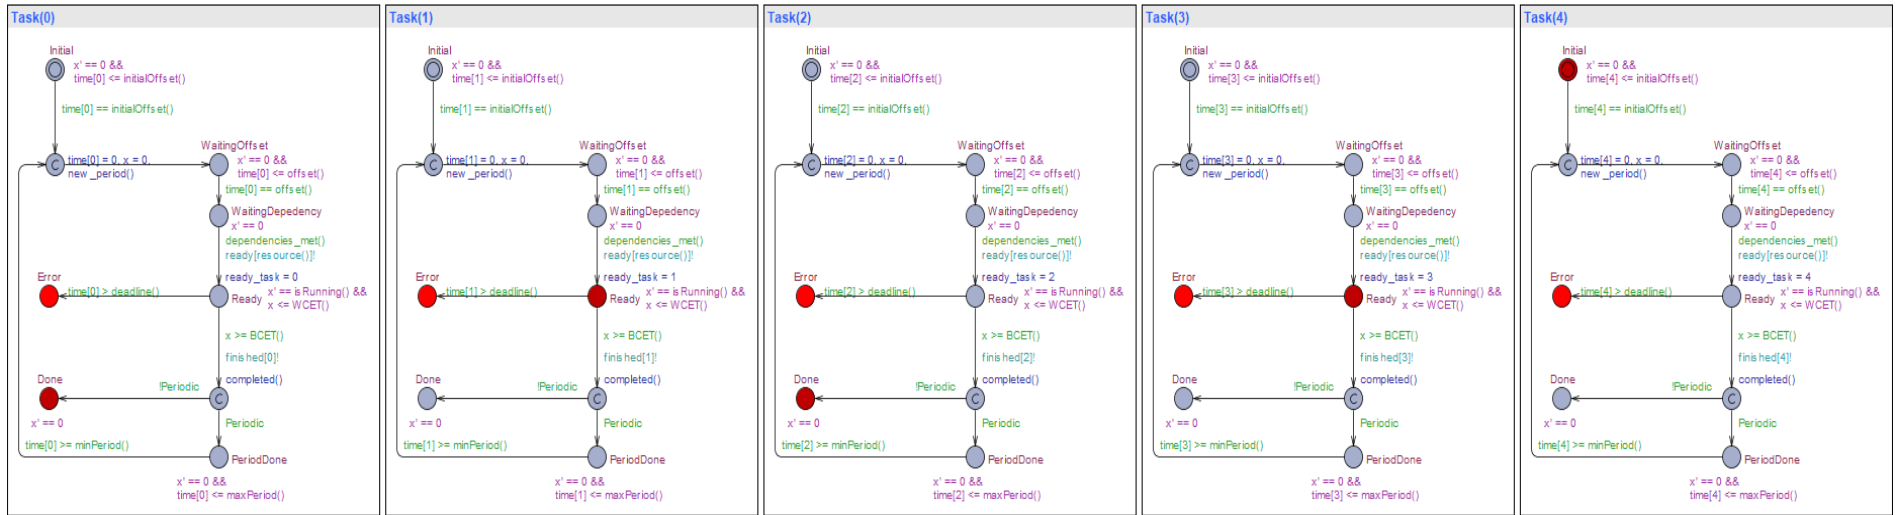 Task(0)
Initial
x' == 0 &&
time[0] <= initialOffset()
time[0] == initialOffset()
WaitingOffset
time[0] = 0, x = 0,
new_period()
x' == 0 &&
time[0] <= offset()
time[0] == offset()
WaitingDepedency
x' == 0
dependencies_met()
ready[resource()]!
ready_task = 0
Error
time[0] > deadline()
Ready
x' == isRunning() &&
x <= WCET()
x >= BCET()
finished[0]!
completed()
Done
!Periodic
x' == 0
Periodic
time[0] >= minPeriod()
PeriodDone
x' == 0 &&
time[0] <= maxPeriod()
Task(1)
Initial
x' == 0 &&
time[1] <= initialOffset()
time[1] == initialOffset()
WaitingOffset
time[1] = 0, x = 0,
new_period()
x' == 0 &&
time[1] <= offset()
time[1] == offset()
WaitingDepedency
x' == 0
dependencies_met()
ready[resource()]!
ready_task = 1
Error
time[1] > deadline()
Ready
x' == isRunning() &&
x <= WCET()
x >= BCET()
finished[1]!
completed()
Done
!Periodic
x' == 0
Periodic
time[1] >= minPeriod()
PeriodDone
x' == 0 &&
time[1] <= maxPeriod()
Task(2)
Initial
x' == 0 &&
time[2] <= initialOffset()
time[2] == initialOffset()
WaitingOffset
time[2] = 0, x = 0,
new_period()
x' == 0 &&
time[2] <= offset()
time[2] == offset()
WaitingDepedency
x' == 0
dependencies_met()
ready[resource()]!
ready_task = 2
Error
time[2] > deadline()
Ready
x' == isRunning() &&
x <= WCET()
x >= BCET()
finished[2]!
completed()
Done
!Periodic
x' == 0
Periodic
time[2] >= minPeriod()
PeriodDone
x' == 0 &&
time[2] <= maxPeriod()
Task(3)
Initial
x' == 0 &&
time[3] <= initialOffset()
time[3] == initialOffset()
WaitingOffset
time[3] = 0, x = 0,
new_period()
x' == 0 &&
time[3] <= offset()
time[3] == offset()
WaitingDepedency
x' == 0
dependencies_met()
ready[resource()]!
ready_task = 3
Error
time[3] > deadline()
Ready
x' == isRunning() &&
x <= WCET()
x >= BCET()
finished[3]!
completed()
Done
!Periodic
x' == 0
Periodic
time[3] >= minPeriod()
PeriodDone
x' == 0 &&
time[3] <= maxPeriod()
Task(4)
Initial
x' == 0 &&
time[4] <= initialOffset()
time[4] == initialOffset()
WaitingOffset
time[4] = 0, x = 0,
new_period()
x' == 0 &&
time[4] <= offset()
time[4] == offset()
WaitingDepedency
x' == 0
dependencies_met()
ready[resource()]!
ready_task = 4
Error
time[4] > deadline()
Ready
x' == isRunning() &&
x <= WCET()
x >= BCET()
finished[4]!
completed()
Done
!Periodic
x' == 0
Periodic
time[4] >= minPeriod()
PeriodDone
x' == 0 &&
time[4] <= maxPeriod()